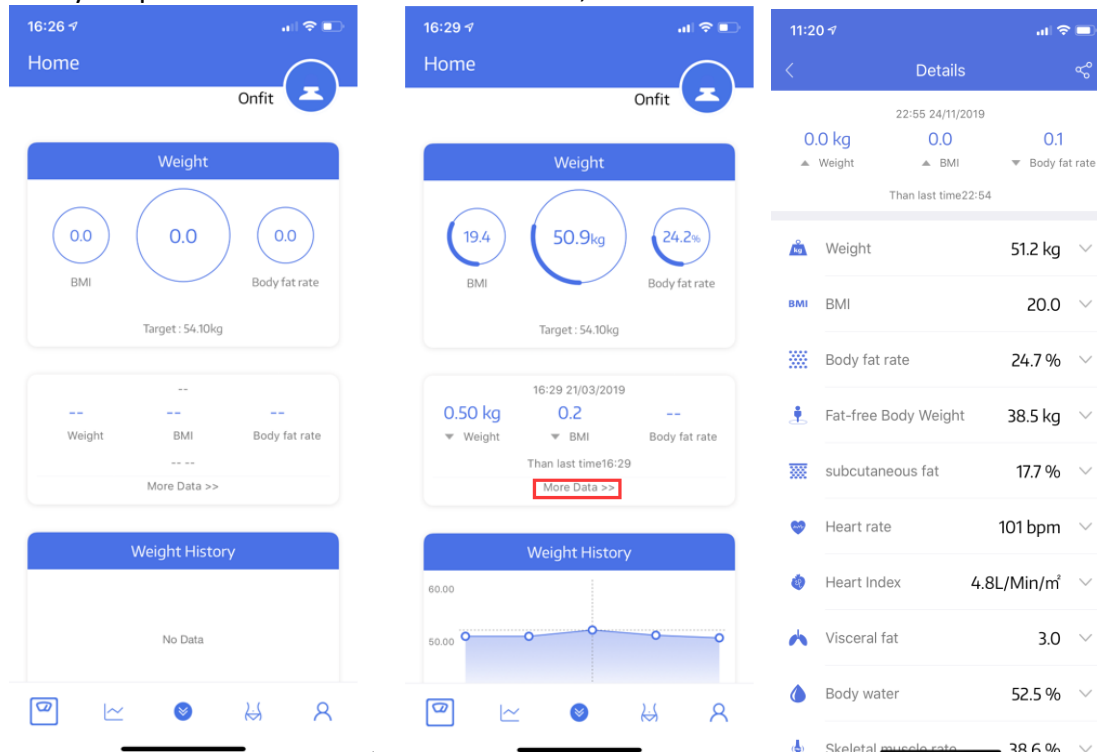 16:26
Home
Onfit
Weight
0.0
0.0
0.0
BMI
Body fat rate
Target : 54.10kg
--
-- -- --
Weight BMI Body fat rate
-- --
More Data >>
Weight History
No Data
16:29
Home
Onfit
Weight
19.4
50.9kg
24.2%
BMI
Body fat rate
Target : 54.10kg
16:29 21/03/2019
0.50 kg 0.2 --
Weight BMI Body fat rate
Than last time16:29
More Data >>
Weight History
60.00
50.00
11:20
Details
22:55 24/11/2019
0.0 kg 0.0 0.1
Weight BMI Body fat rate
Than last time22:54
kg Weight 51.2 kg
BMI BMI 20.0
Body fat rate 24.7 %
Fat-free Body Weight 38.5 kg
subcutaneous fat 17.7 %
Heart rate 101 bpm
Heart Index 4.8L/Min/m²
Visceral fat 3.0
Body water 52.5 %
Skeletal muscle rate 38.6 %